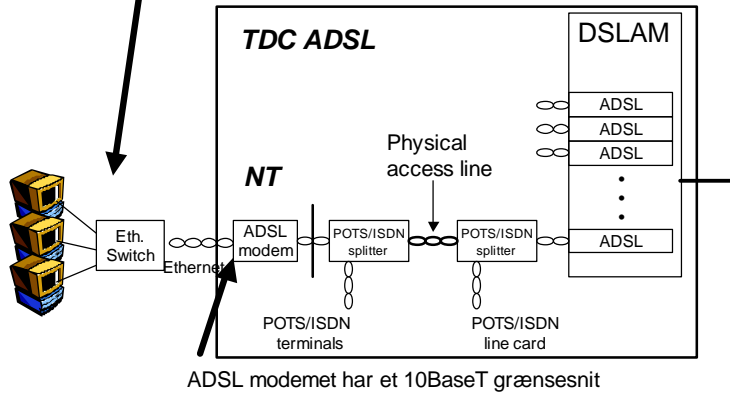 TDC ADSL
DSLAM
ADSL
ADSL
ADSL
Physical
access line
NT
Eth.
Switch
Ethernet
ADSL
modem
POTS/ISDN
splitter
POTS/ISDN
splitter
ADSL
POTS/ISDN
terminals
POTS/ISDN
line card
ADSL modemet har et 10BaseT grænsesnit